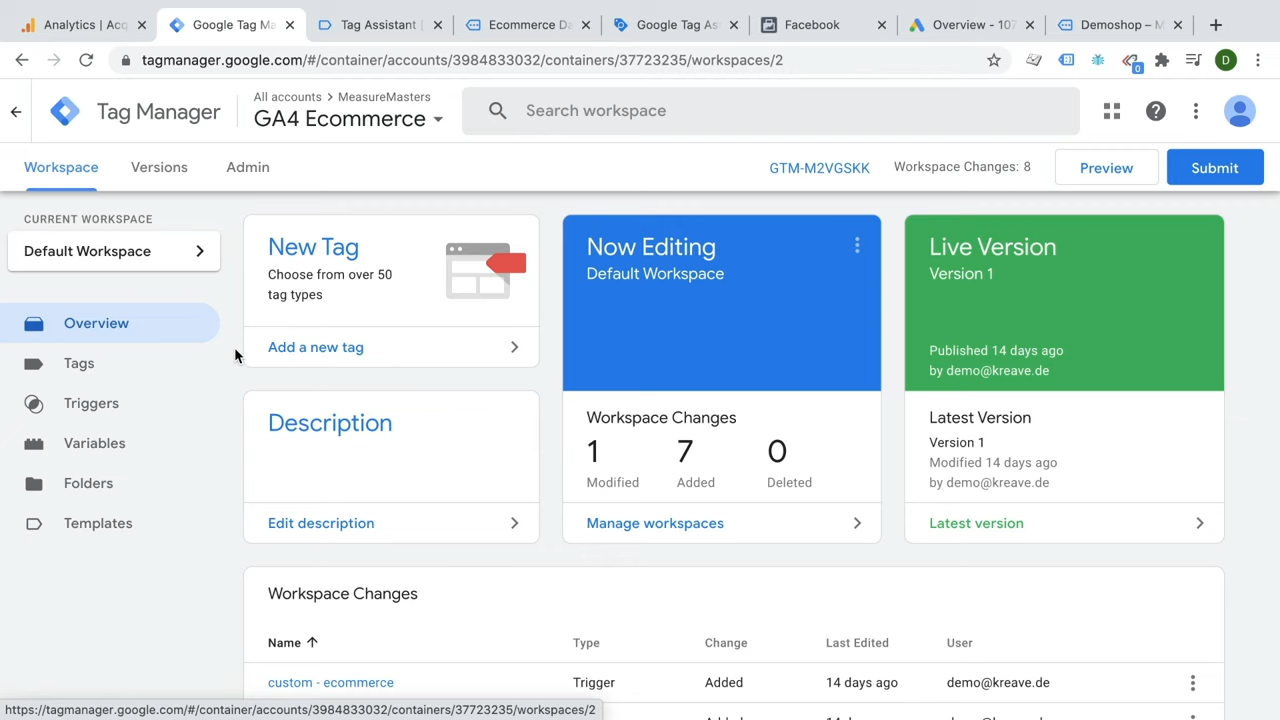 Analytics | Acq
Google Tag Ma
Tag Assistant |
Ecommerce Da
Google Tag Ass
Facebook
Overview - 107
Demoshop – M
tagmanager.google.com/#/container/accounts/3984833032/containers/37723235/workspaces/2
0
D
Tag Manager
All accounts > MeasureMasters
GA4 Ecommerce
Search workspace
Workspace
Versions
Admin
GTM-M2VGSKK
Workspace Changes: 8
Preview
Submit
CURRENT WORKSPACE
Default Workspace
Overview
Tags
Triggers
Variables
Folders
Templates
New Tag
Choose from over 50
tag types
Add a new tag
Description
Edit description
Now Editing
Default Workspace
Workspace Changes
1 7 0
Modified Added Deleted
Manage workspaces
Live Version
Version 1
Published 14 days ago
by demo@kreave.de
Latest Version
Version 1
Modified 14 days ago
by demo@kreave.de
Latest version
Workspace Changes
Name Type Change Last Edited User
custom - ecommerce Trigger Added 14 days ago demo@kreave.de
https://tagmanager.google.com/#/container/accounts/3984833032/containers/37723235/workspaces/2